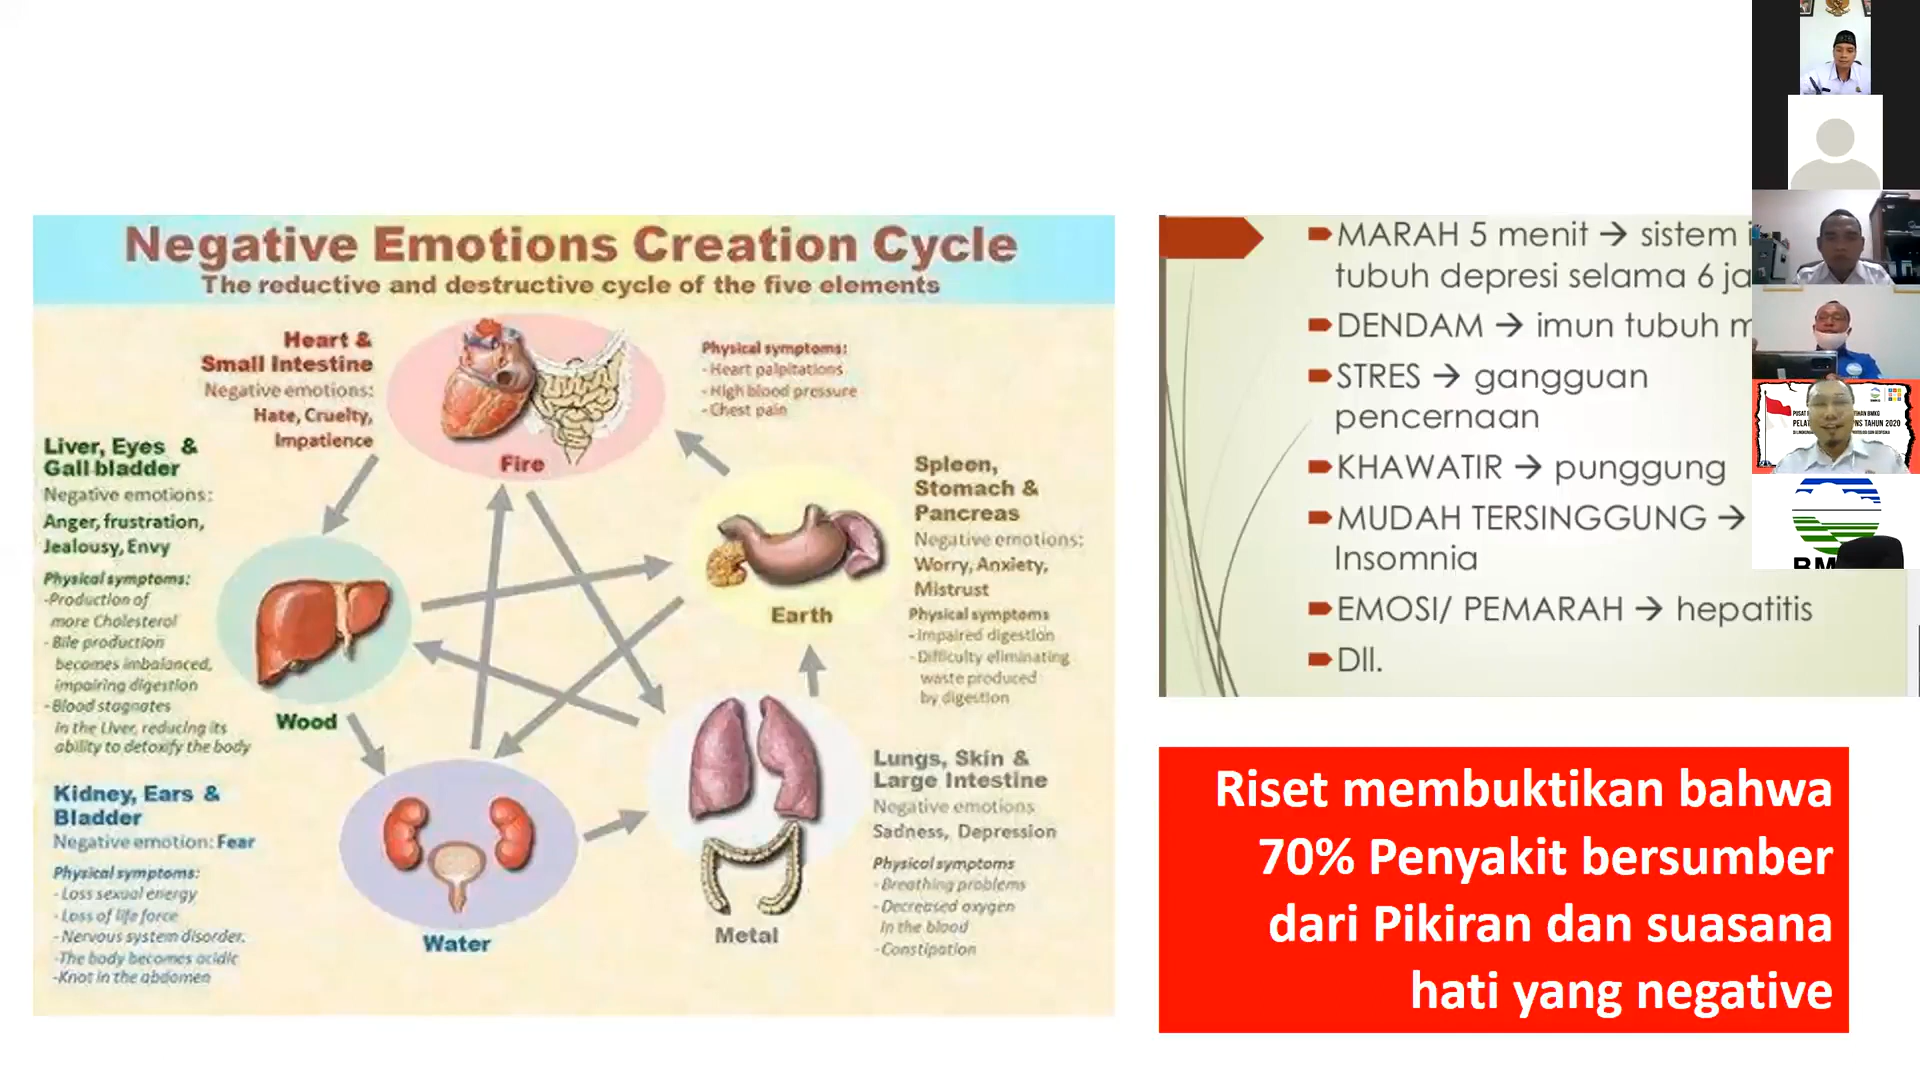 Negative Emotions Creation Cycle
The reductive and destructive cycle of the five elements
Heart &
Small Intestine
Negative emotions:
Hate, Cruelty,
Impatience
Fire
Physical symptoms:
- Heart palpitations
- High blood pressure
- Chest pain
Liver, Eyes &
Gall bladder
Negative emotions:
Anger, frustration,
Jealousy, Envy
Physical symptoms:
-Production of
more Cholesterol
- Bile production
becomes imbalanced,
impairing digestion
- Blood stagnates
in the Liver, reducing its
ability to detoxify the body
Wood
Spleen,
Stomach &
Pancreas
Negative emotions:
Worry, Anxiety,
Mistrust
Physical symptoms
- Impaired digestion
- Difficulty eliminating
waste produced
by digestion
Earth
Kidney, Ears &
Bladder
Negative emotion: Fear
Physical symptoms:
- Loss sexual energy
- Loss of life force
- Nervous system disorder.
-The body becomes acidic
-Knot in the abdomen
Water
Lungs, Skin &
Large Intestine
Negative emotions
Sadness, Depression
Physical symptoms
- Breathing problems
- Decreased oxygen
in the blood
- Constipation
Metal
MARAH 5 menit → sistem i
tubuh depresi selama 6 ja
DENDAM → imun tubuh m
STRES → gangguan
pencernaan
KHAWATIR → punggung
MUDAH TERSINGGUNG →
Insomnia
EMOSI/ PEMARAH → hepatitis
Dll.
Riset membuktikan bahwa
70% Penyakit bersumber
dari Pikiran dan suasana
hati yang negative
PUSAT
PELAT
TAHUN 2020
BM